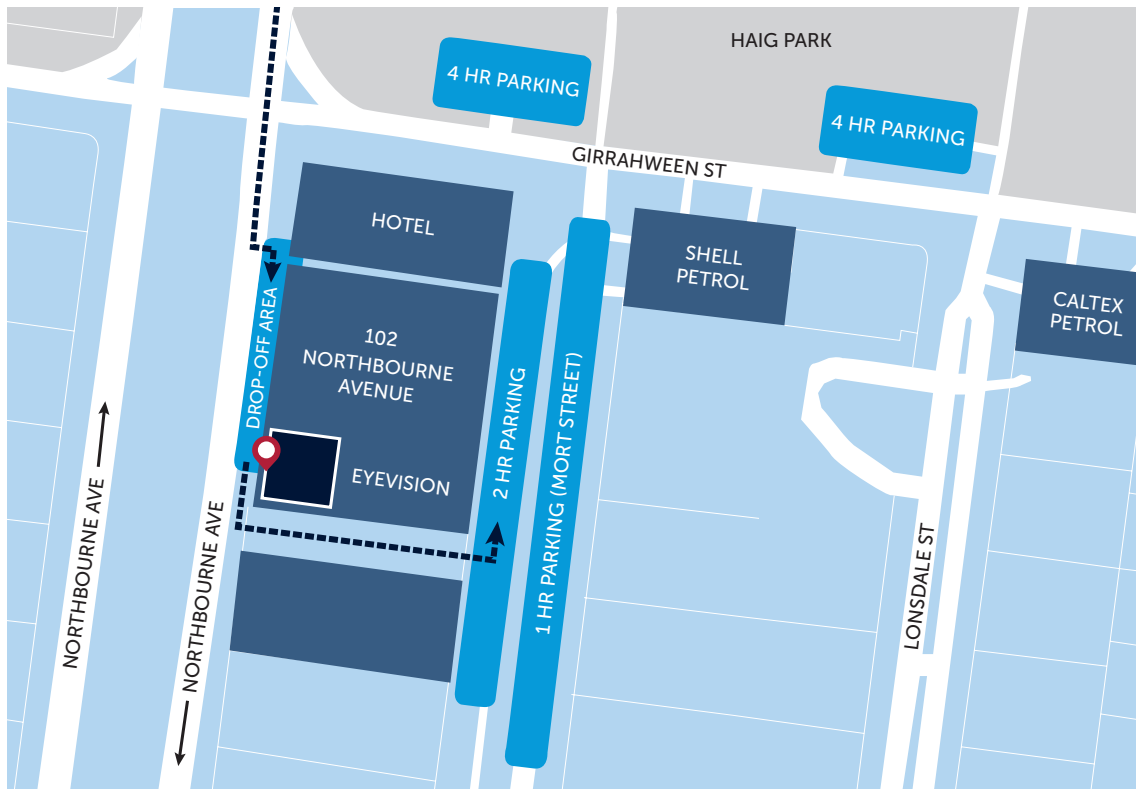 HAIG PARK
4 HR PARKING
4 HR PARKING
GIRRAHWEEN ST
HOTEL
SHELL
PETROL
CALTEX
PETROL
DROP-OFF AREA
102
NORTHBOURNE
AVENUE
EYEVISION
2 HR PARKING
1 HR PARKING (MORT STREET)
NORTHBOURNE AVE
NORTHBOURNE AVE
LONSDALE ST